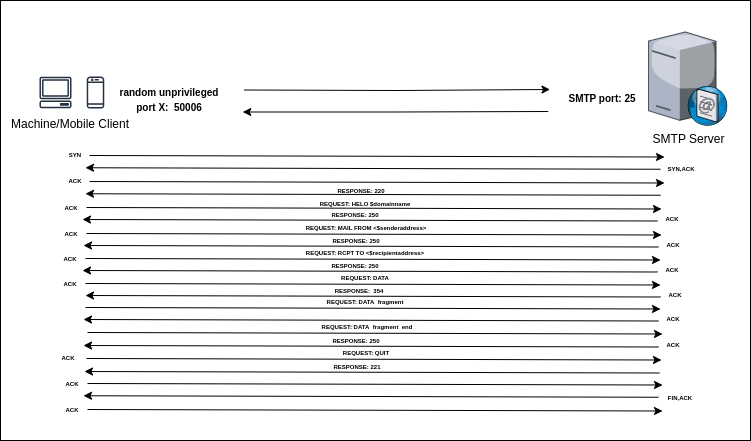 random unprivileged
port X:  50006
SMTP port: 25
Machine/Mobile Client
SMTP Server
SYN
SYN,ACK
ACK
RESPONSE: 220
ACK
REQUEST: HELO $domainname
RESPONSE: 250
ACK
REQUEST: MAIL FROM <$senderaddress>
ACK
RESPONSE: 250
ACK
REQUEST: RCPT TO <$recipientaddress>
ACK
RESPONSE: 250
ACK
REQUEST: DATA
ACK
RESPONSE:  354
ACK
REQUEST: DATA  fragment
ACK
REQUEST: DATA  fragment  end
RESPONSE: 250
ACK
REQUEST: QUIT
ACK
RESPONSE: 221
ACK
FIN,ACK
ACK